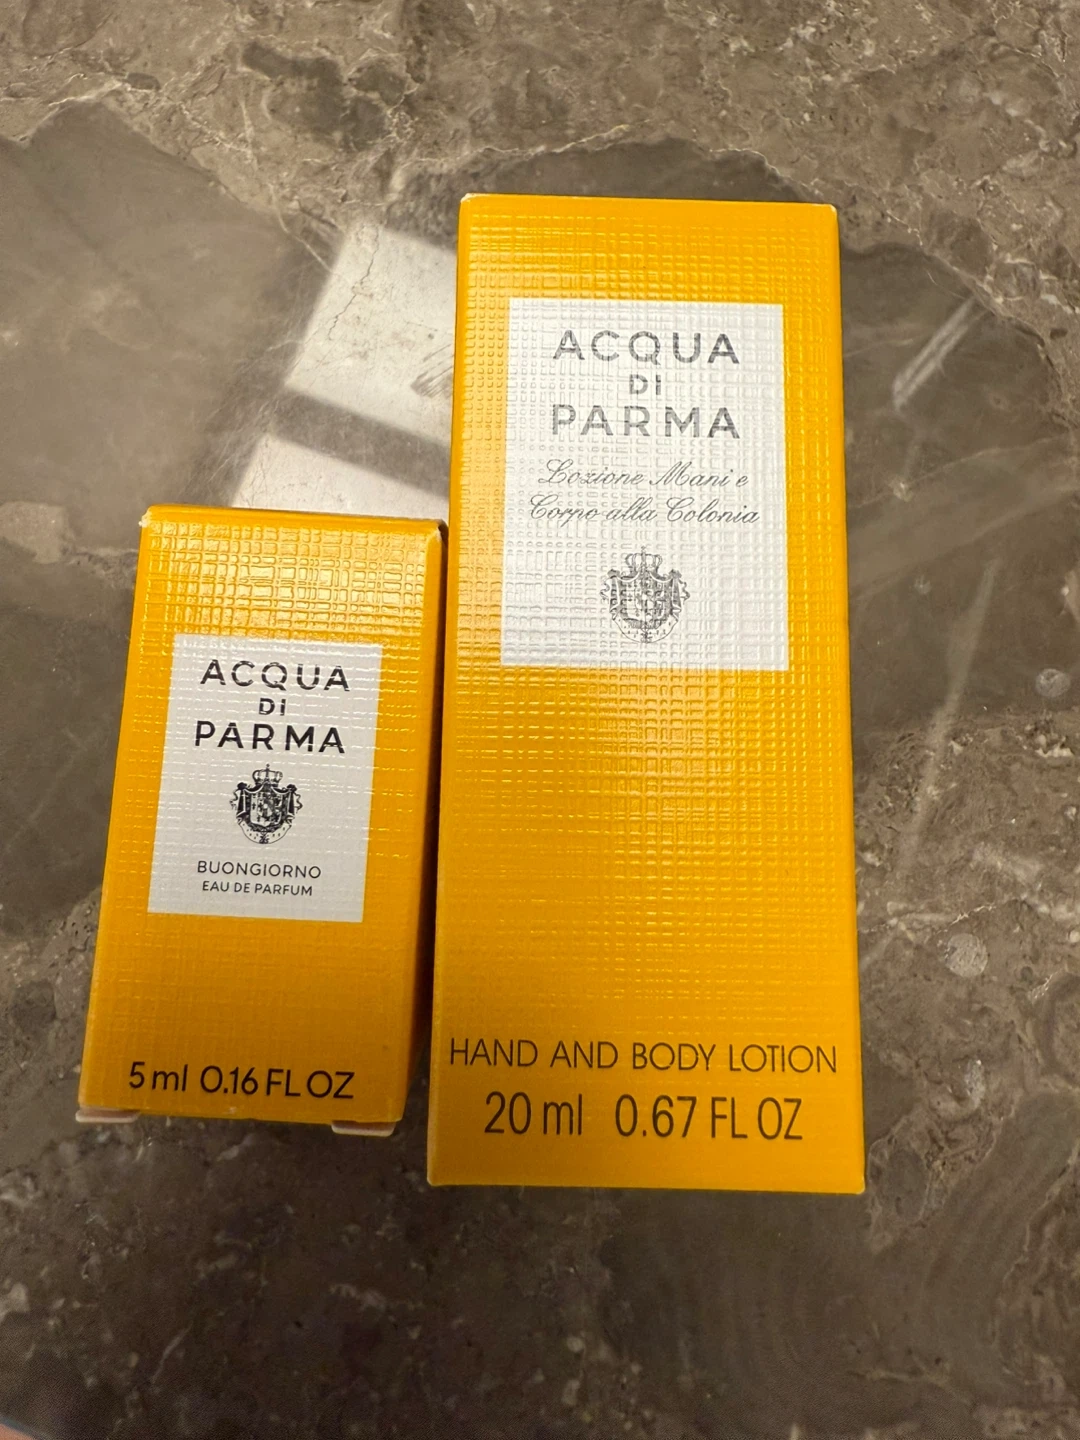 ACQUA
DI
PARMA
BUONGIORNO
EAU DE PARFUM
5 ml 0.16 FL OZ
ACQUA
DI
PARMA
Lozione Mani e
Corpo alla Colonia
HAND AND BODY LOTION
20 ml 0.67 FL OZ